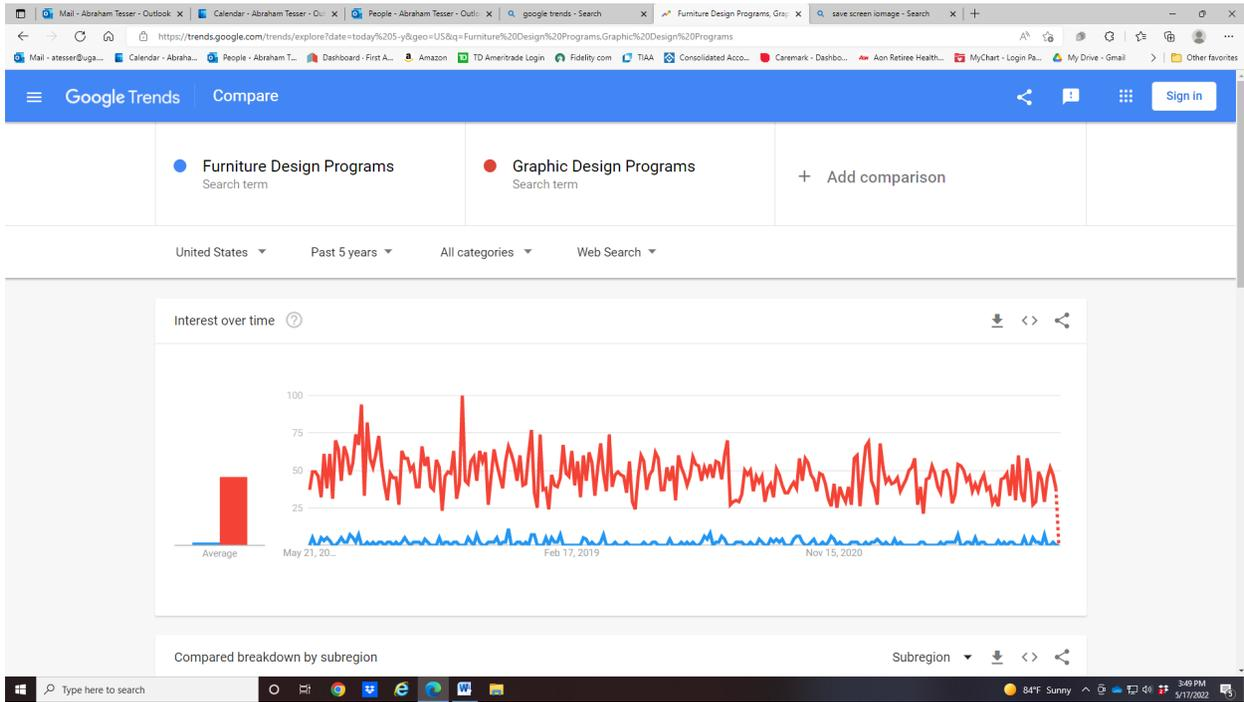 Mail - Abraham Tesser - Outlook
Calendar - Abraham Tesser - Ou
People - Abraham Tesser - Outlo
google trends - Search
Furniture Design Programs, Grap
save screen iomage - Search
https://trends.google.com/trends/explore?date=today%205-y&geo=US&q=Furniture%20Design%20Programs,Graphic%20Design%20Programs
Mail - atesser@uga....
Calendar - Abraha...
People - Abraham T...
Dashboard - First A...
Amazon
TD Ameritrade Login
Fidelity com
TIAA
Consolidated Acco...
Caremark - Dashbo...
Aon Retiree Health...
MyChart - Login Pa...
My Drive - Gmail
Other favorites
Google Trends
Compare
Sign in
Furniture Design Programs
Search term
Graphic Design Programs
Search term
+ Add comparison
United States
Past 5 years
All categories
Web Search
Interest over time
100
75
50
25
Average
May 21, 20...
Feb 17, 2019
Nov 15, 2020
Compared breakdown by subregion
Subregion
Type here to search
84°F Sunny
3:49 PM
5/17/2022